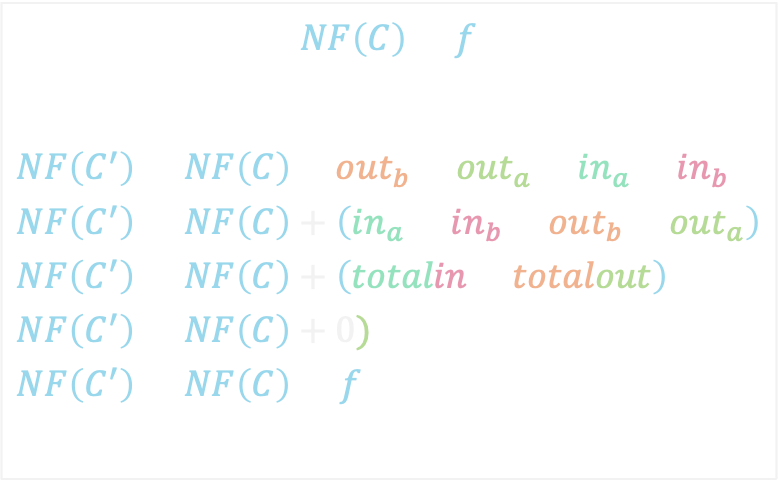 NF(C) f
NF(C′) NF(C) out_b out_a in_a in_b
NF(C′) NF(C) + (in_a in_b out_b out_a)
NF(C′) NF(C) + (totalin totalout)
NF(C′) NF(C) + 0)
NF(C′) NF(C) f